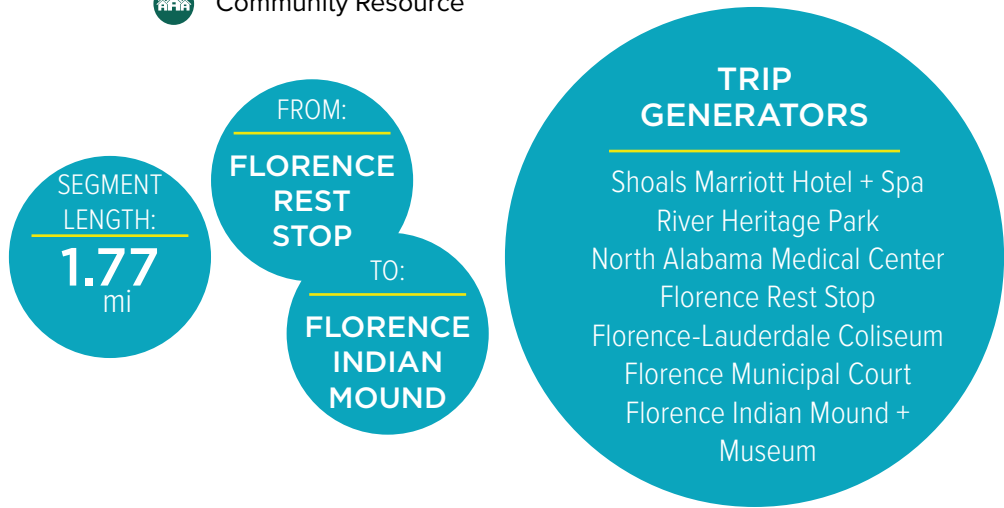 Community Resource
SEGMENT
LENGTH:
1.77
mi
FROM:
FLORENCE
REST
STOP
TO:
FLORENCE
INDIAN
MOUND
TRIP
GENERATORS
Shoals Marriott Hotel + Spa
River Heritage Park
North Alabama Medical Center
Florence Rest Stop
Florence-Lauderdale Coliseum
Florence Municipal Court
Florence Indian Mound +
Museum